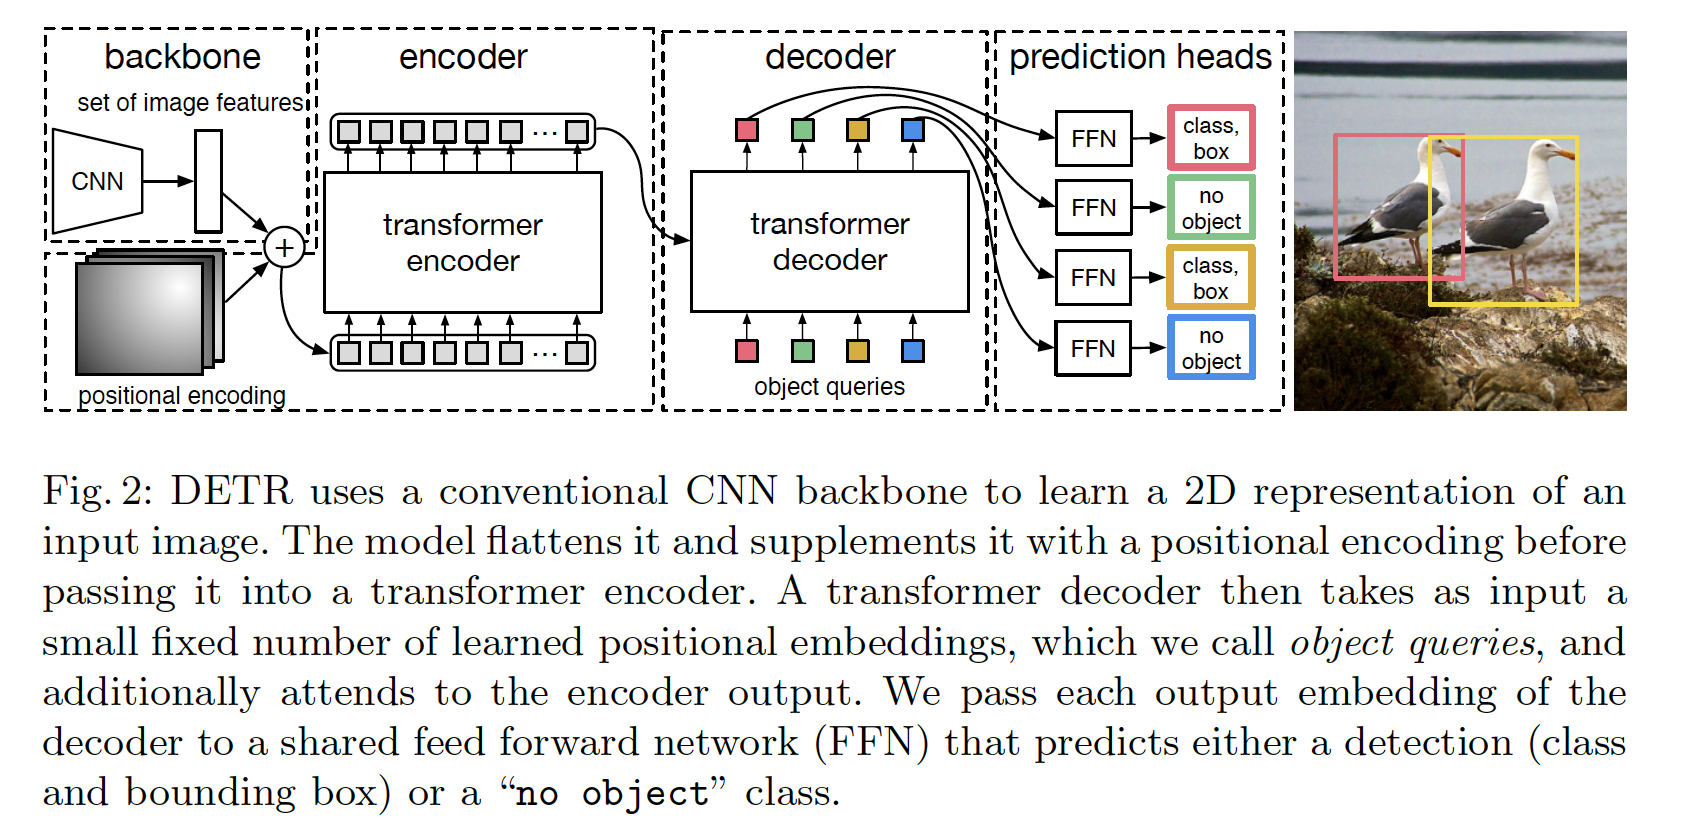 backbone
set of image features
CNN
+
positional encoding
encoder
...
transformer
encoder
...
decoder
transformer
decoder
object queries
prediction heads
FFN
class,
box
FFN
no
object
FFN
class,
box
FFN
no
object
Fig. 2: DETR uses a conventional CNN backbone to learn a 2D representation of an
input image. The model flattens it and supplements it with a positional encoding before
passing it into a transformer encoder. A transformer decoder then takes as input a
small fixed number of learned positional embeddings, which we call object queries, and
additionally attends to the encoder output. We pass each output embedding of the
decoder to a shared feed forward network (FFN) that predicts either a detection (class
and bounding box) or a “no object” class.